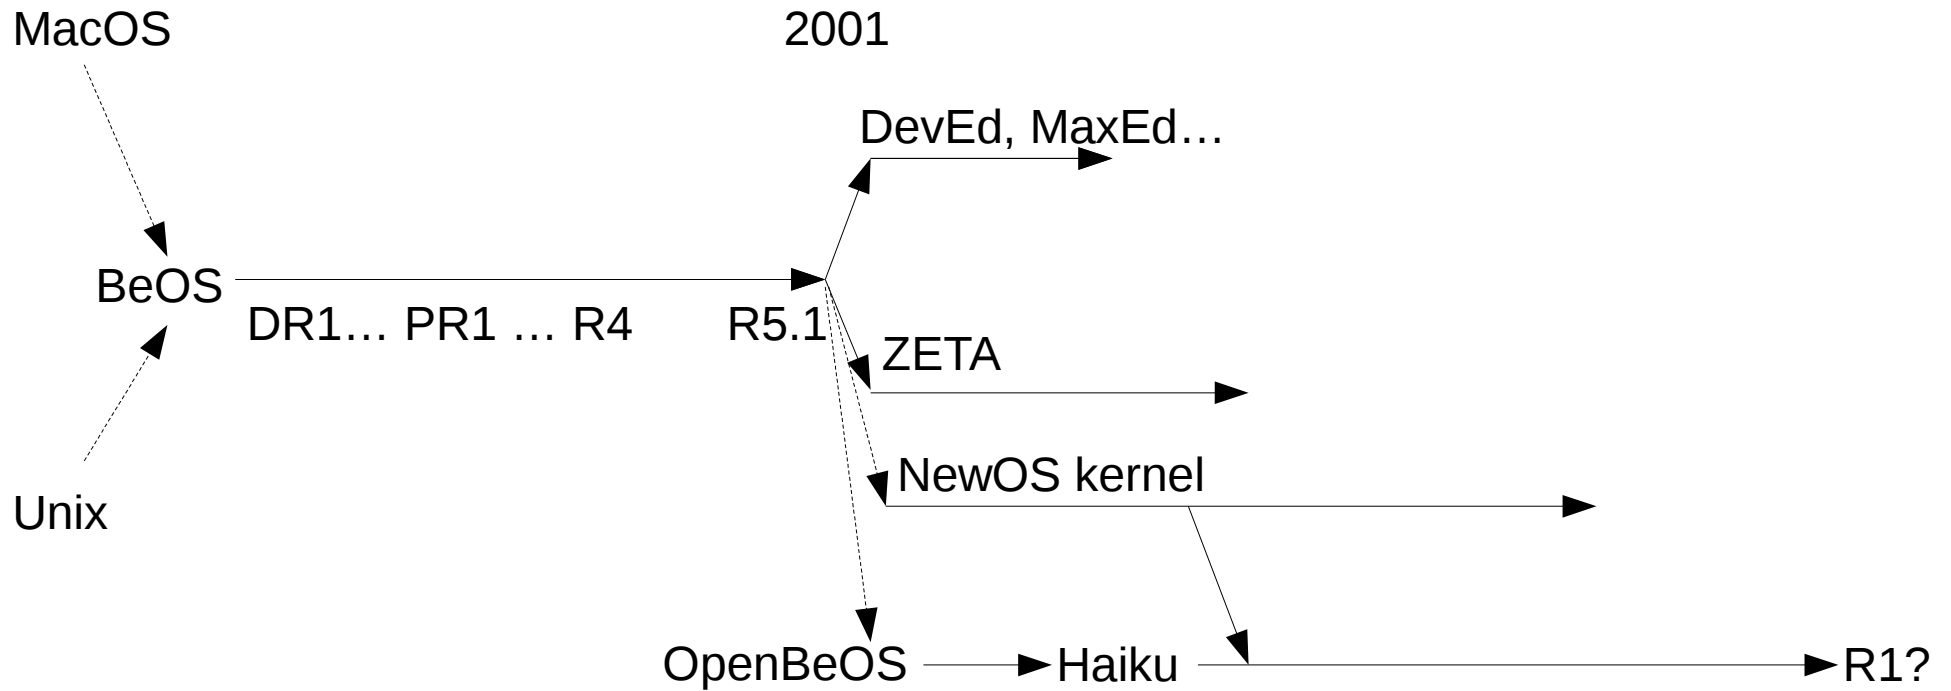 MacOS
2001
DevEd, MaxEd…
BeOS
DR1… PR1 … R4 R5.1
ZETA
NewOS kernel
Unix
OpenBeOS
Haiku
R1?